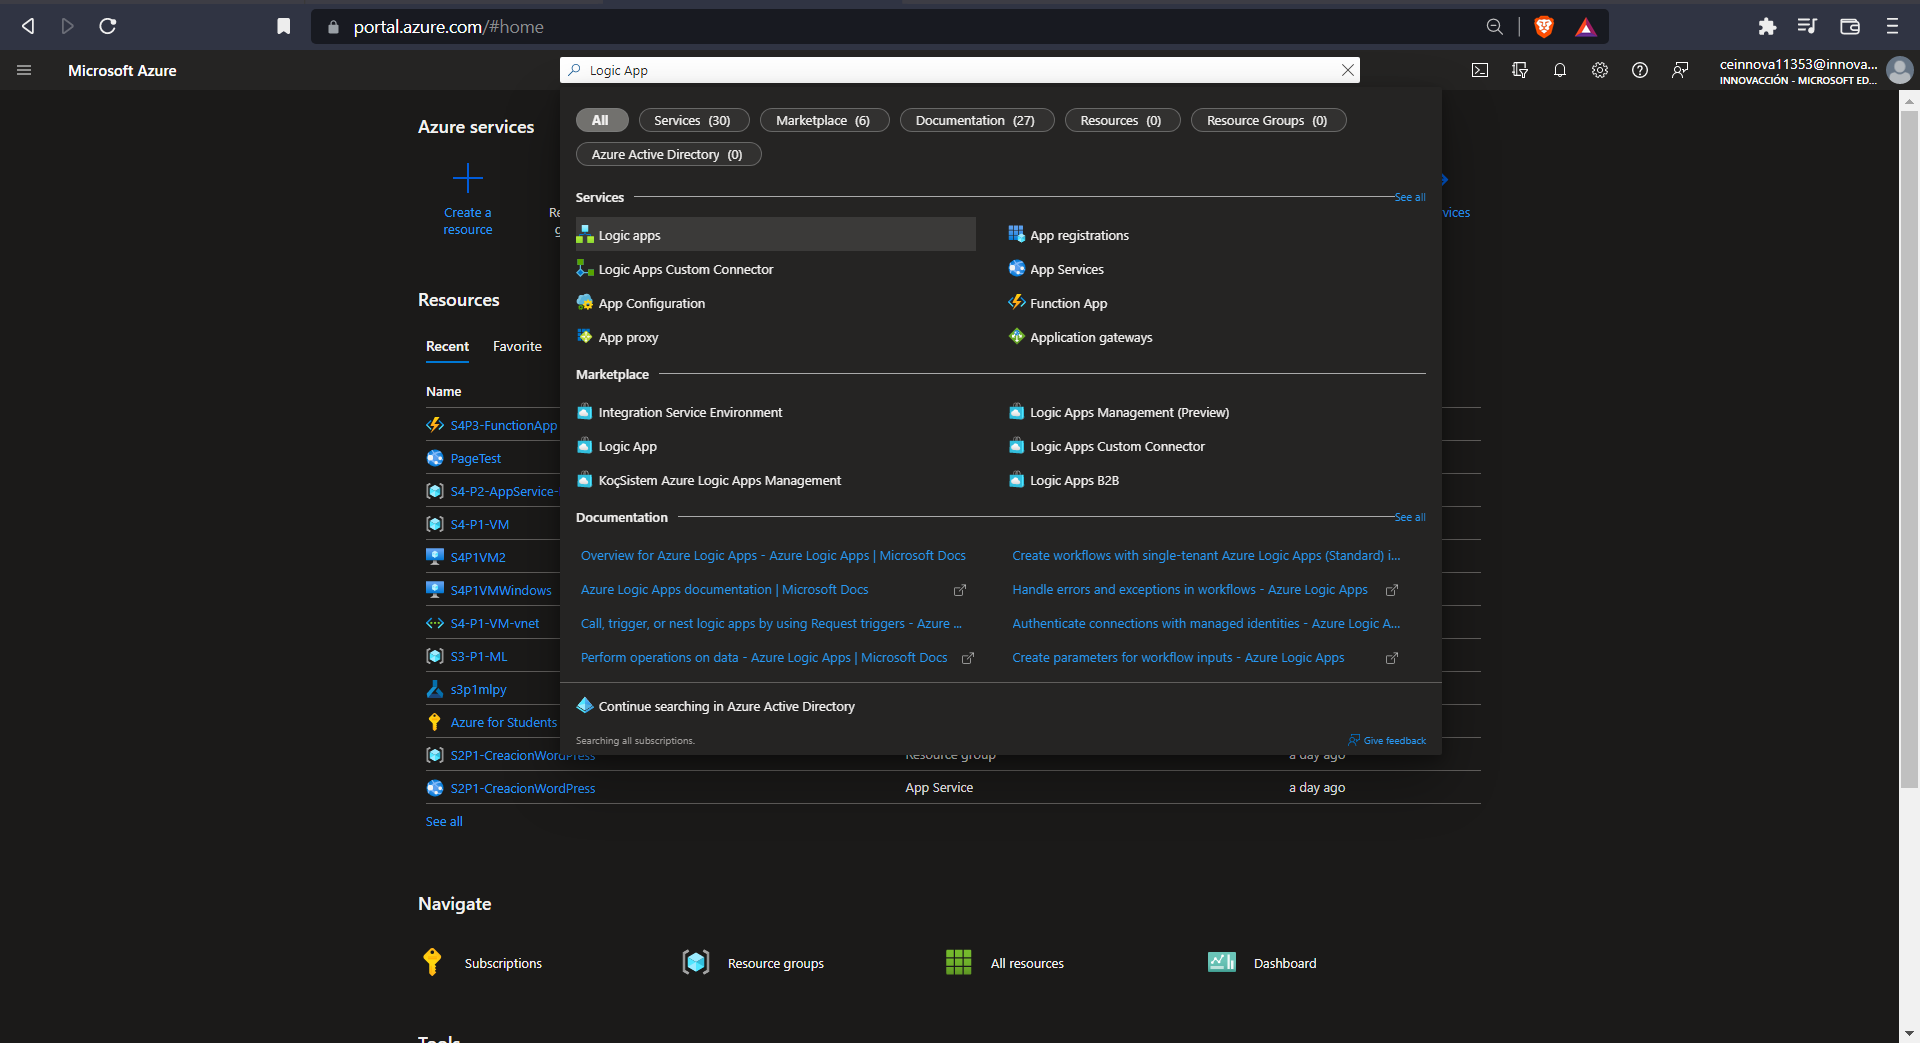 portal.azure.com/#home
Microsoft Azure
Logic App
ceinnova11353@innova...
INNOVACCIÓN - MICROSOFT ED...
All
Services (30)
Marketplace (6)
Documentation (27)
Resources (0)
Resource Groups (0)
Azure Active Directory (0)
Azure services
Create a
resource
Services
See all
Logic apps
App registrations
Logic Apps Custom Connector
App Services
App Configuration
Function App
App proxy
Application gateways
Marketplace
Integration Service Environment
Logic Apps Management (Preview)
Logic App
Logic Apps Custom Connector
KoçSistem Azure Logic Apps Management
Logic Apps B2B
Documentation
See all
Overview for Azure Logic Apps - Azure Logic Apps | Microsoft Docs
Create workflows with single-tenant Azure Logic Apps (Standard) i...
Azure Logic Apps documentation | Microsoft Docs
Handle errors and exceptions in workflows - Azure Logic Apps
Call, trigger, or nest logic apps by using Request triggers - Azure ...
Authenticate connections with managed identities - Azure Logic A...
Perform operations on data - Azure Logic Apps | Microsoft Docs
Create parameters for workflow inputs - Azure Logic Apps
Continue searching in Azure Active Directory
Searching all subscriptions.
Give feedback
Resources
Recent
Favorite
Name
S4P3-FunctionApp
PageTest
S4-P2-AppService-
S4-P1-VM
S4P1VM2
S4P1VMWindows
S4-P1-VM-vnet
S3-P1-ML
s3p1mlpy
Azure for Students
S2P1-CreacionWordPress
Resource group
a day ago
S2P1-CreacionWordPress
App Service
a day ago
See all
Navigate
Subscriptions
Resource groups
All resources
Dashboard
Tools